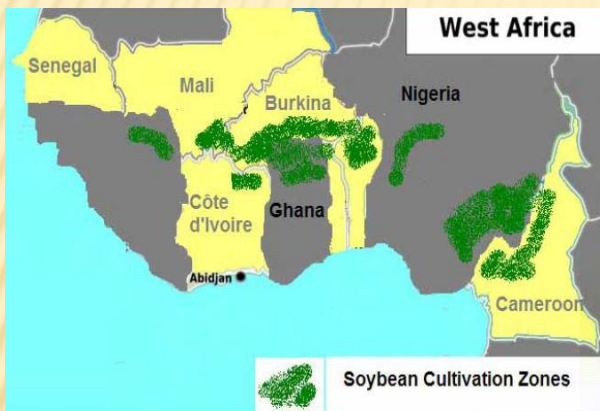 West Africa
Senegal
Mali
Burkina
Nigeria
Côte
d'Ivoire
Ghana
Abidjan
Cameroon
Soybean Cultivation Zones